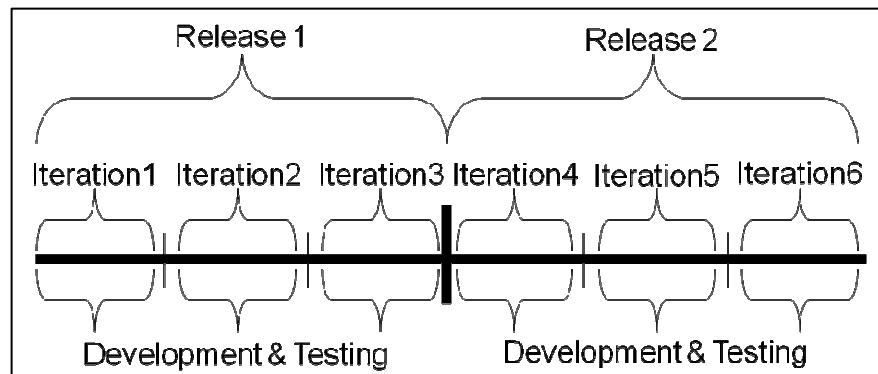 Release 1 Release 2
Iteration1 Iteration2 Iteration3 Iteration4 Iteration5 Iteration6
Development & Testing Development & Testing